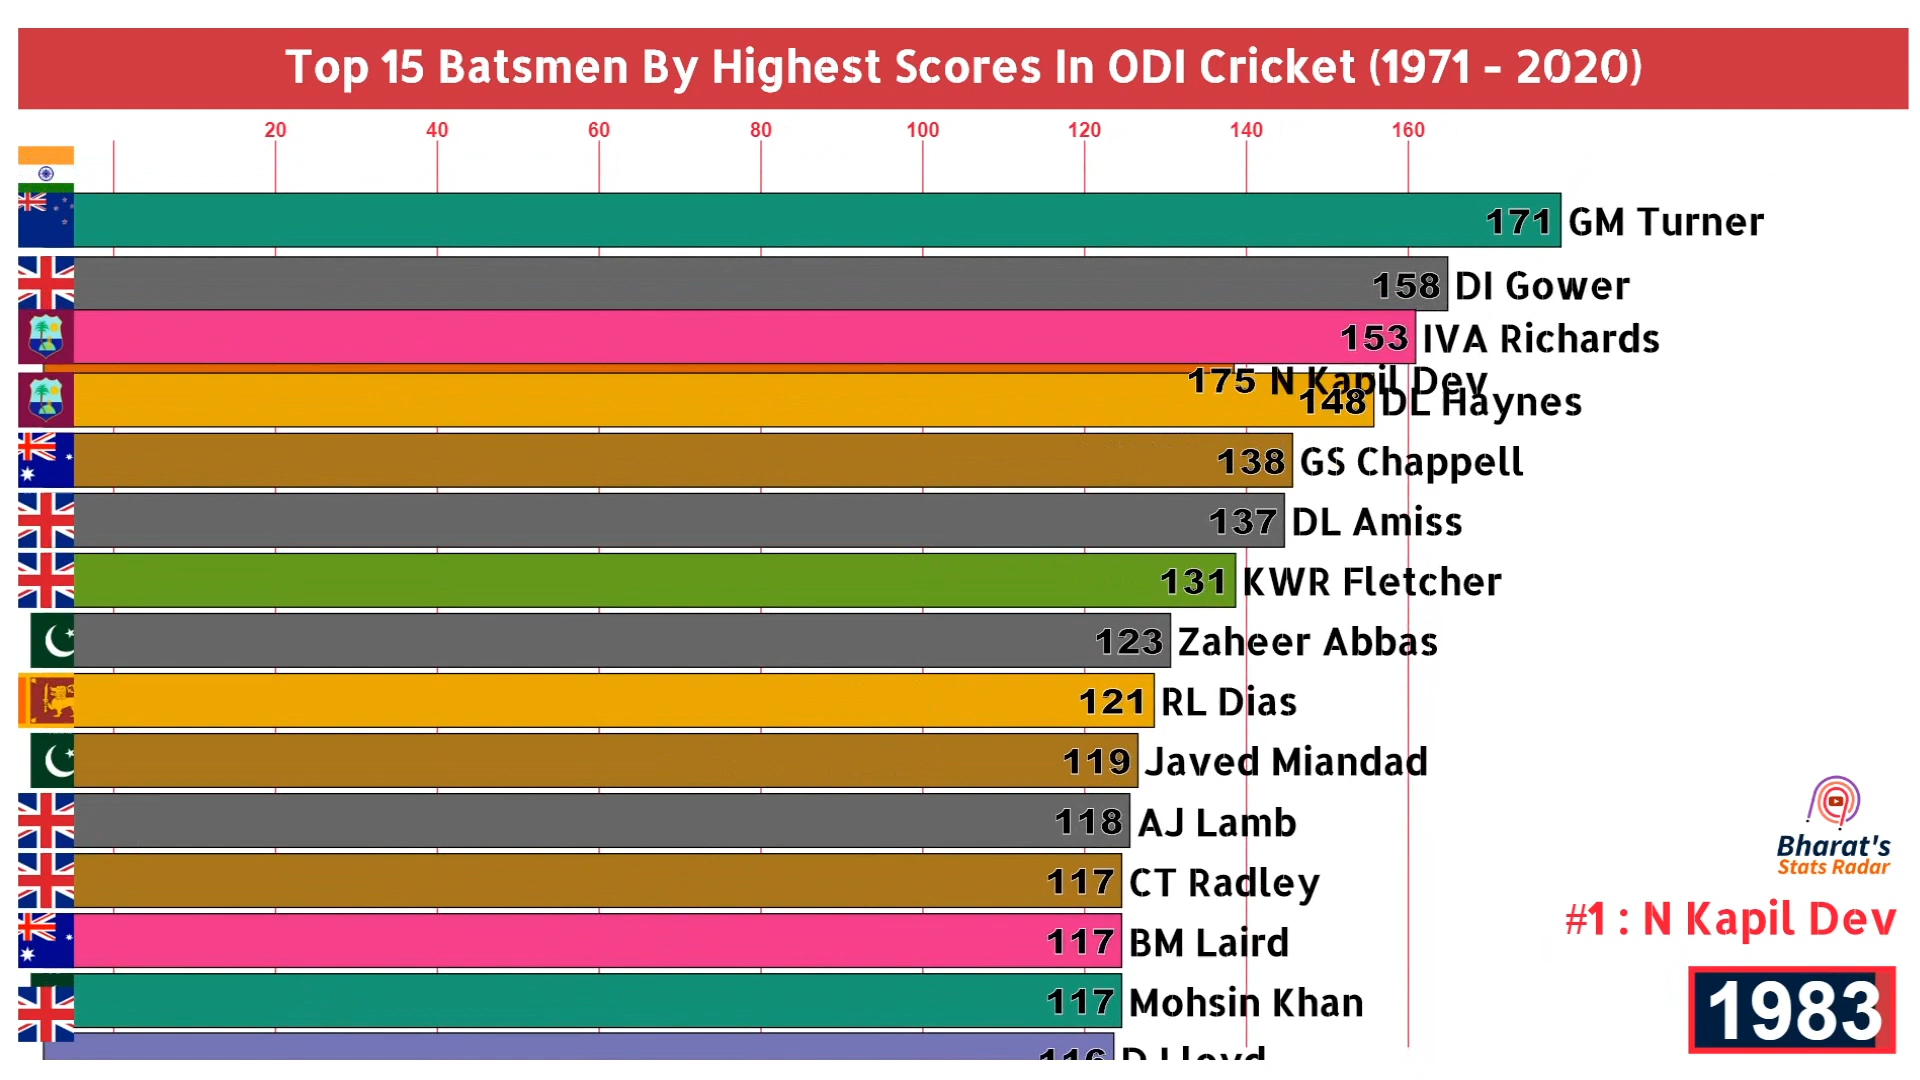 Top 15 Batsmen By Highest Scores In ODI Cricket (1971 - 2020)
20 40 60 80 100 120 140 160
171 GM Turner
158 DI Gower
153 IVA Richards
175 N Kapil Dev
148 DL Haynes
138 GS Chappell
137 DL Amiss
131 KWR Fletcher
123 Zaheer Abbas
121 RL Dias
119 Javed Miandad
118 AJ Lamb
117 CT Radley
117 BM Laird
117 Mohsin Khan
116 D Lloyd
Bharat's
Stats Radar
#1 : N Kapil Dev
1983